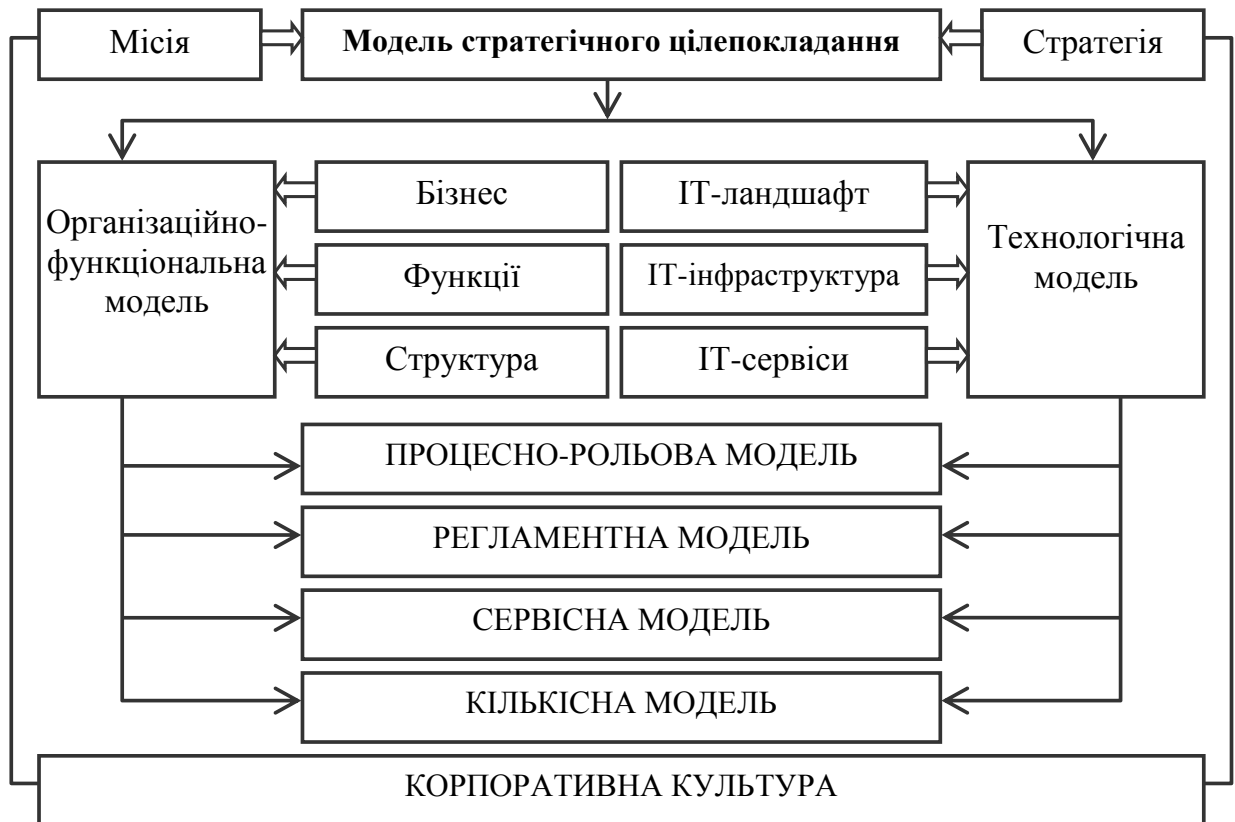 Місія
Модель стратегічного цілепокладання
Стратегія
Організаційно-
функціональна
модель
Бізнес
ІТ-ландшафт
Функції
ІТ-інфраструктура
Структура
ІТ-сервіси
Технологічна
модель
ПРОЦЕСНО-РОЛЬОВА МОДЕЛЬ
РЕГЛАМЕНТНА МОДЕЛЬ
СЕРВІСНА МОДЕЛЬ
КІЛЬКІСНА МОДЕЛЬ
КОРПОРАТИВНА КУЛЬТУРА